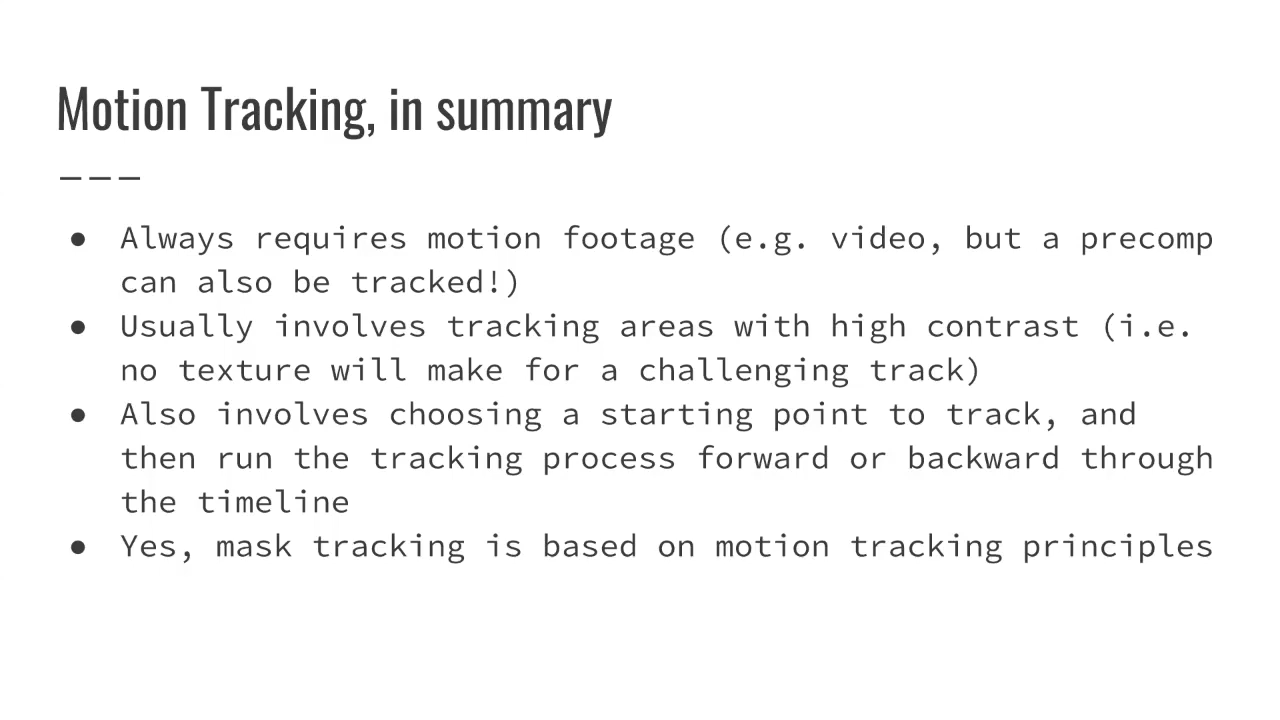 Motion Tracking, in summary
● Always requires motion footage (e.g. video, but a precomp
can also be tracked!)
● Usually involves tracking areas with high contrast (i.e.
no texture will make for a challenging track)
● Also involves choosing a starting point to track, and
then run the tracking process forward or backward through
the timeline
● Yes, mask tracking is based on motion tracking principles